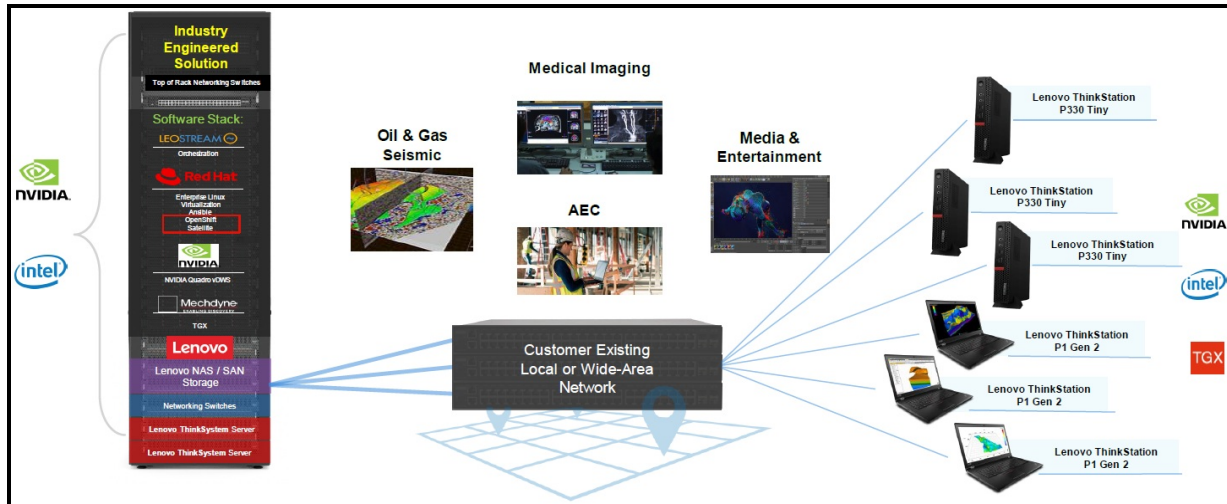 Industry
Engineered
Solution
Top of Rack Networking Switches
Software Stack:
LEOSTREAM
Orchestration
Red Hat
Enterprise Linux
Virtualization
Ansible
OpenShift
Satellite
NVIDIA
NVIDIA Quadro vDWS
Mechdyne
ENABLING DISCOVERY
TGX
Lenovo
Lenovo NAS / SAN
Storage
Networking Switches
Lenovo ThinkSystem Server
Lenovo ThinkSystem Server
NVIDIA.
intel
Oil & Gas
Seismic
Medical Imaging
AEC
Media &
Entertainment
Customer Existing
Local or Wide-Area
Network
Lenovo ThinkStation
P330 Tiny
Lenovo ThinkStation
P330 Tiny
Lenovo ThinkStation
P330 Tiny
Lenovo ThinkStation
P1 Gen 2
Lenovo ThinkStation
P1 Gen 2
Lenovo ThinkStation
P1 Gen 2
NVIDIA
intel
TGX